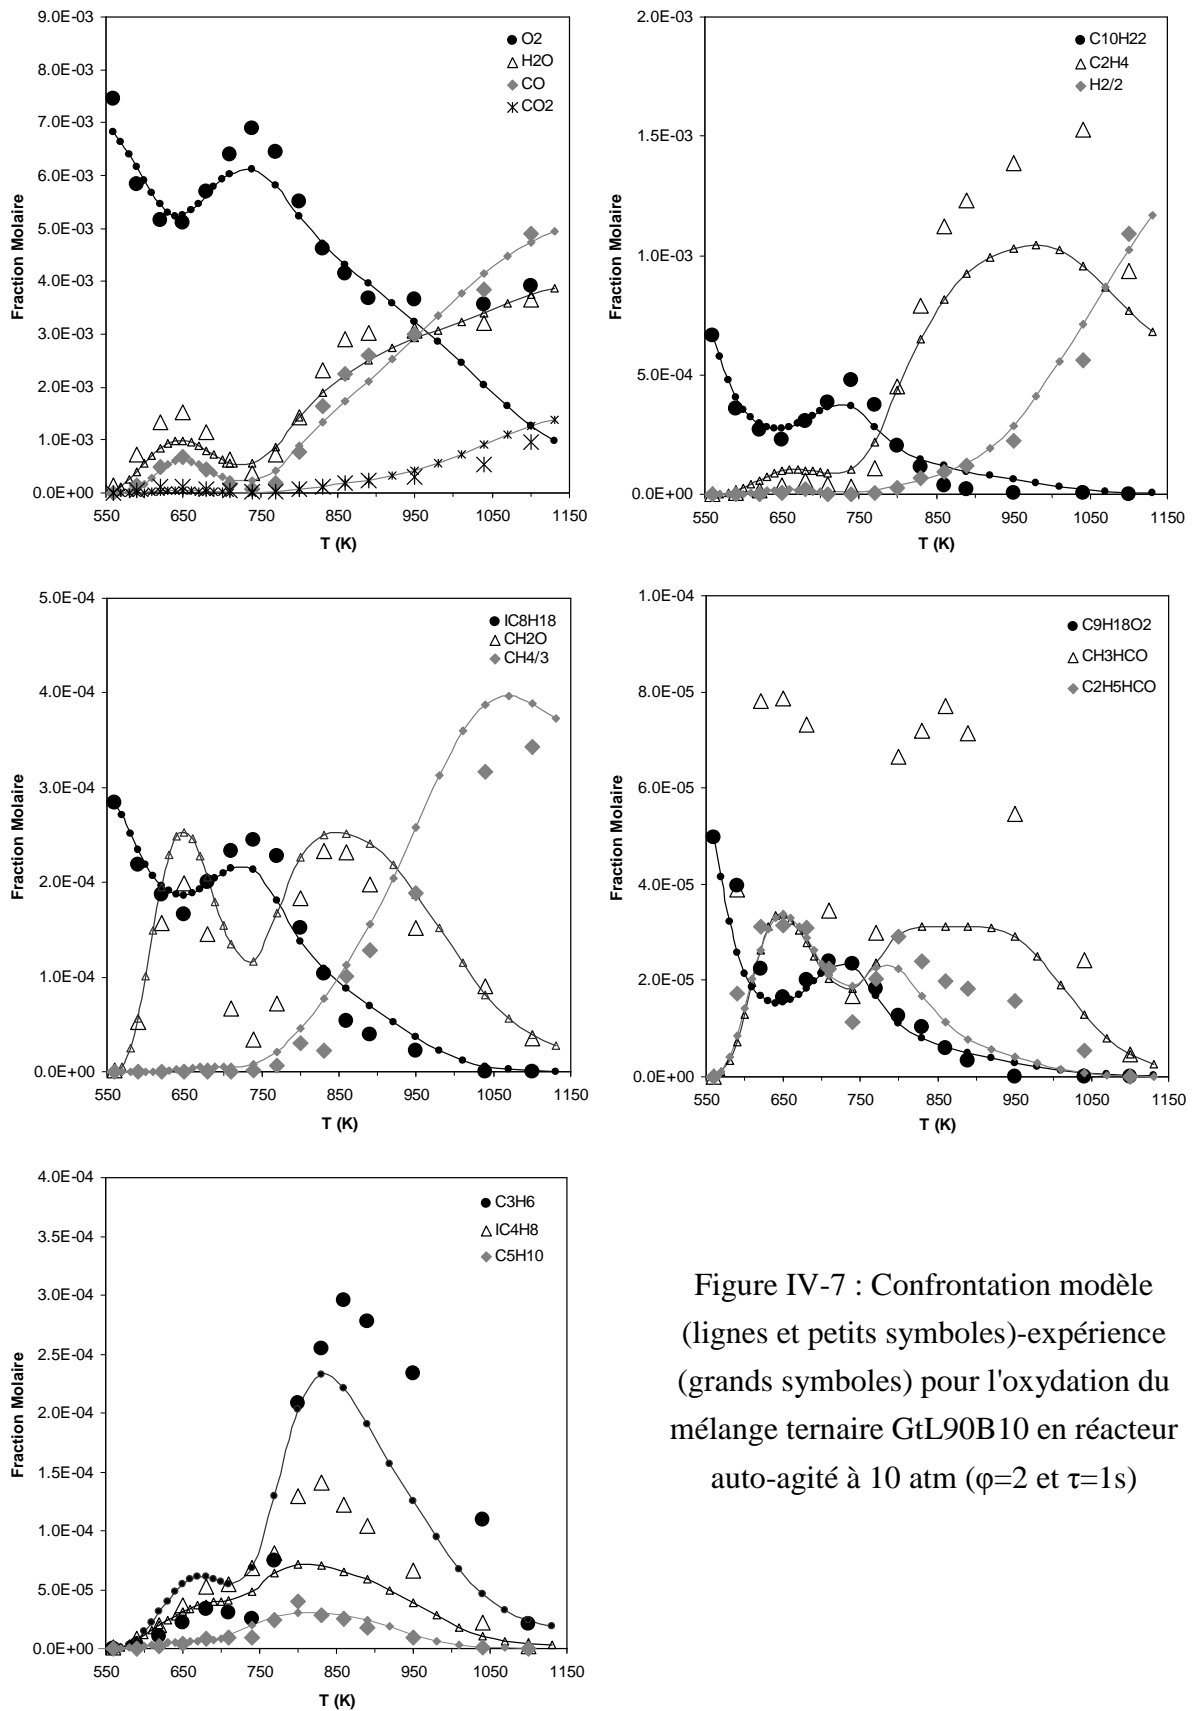 9.0E-03
8.0E-03
7.0E-03
6.0E-03
5.0E-03
4.0E-03
3.0E-03
2.0E-03
1.0E-03
0.0E+00
Fraction Molaire
O2
H2O
CO
CO2
550 650 750 850 950 1050 1150
T (K)
2.0E-03
1.5E-03
1.0E-03
5.0E-04
0.0E+00
Fraction Molaire
C10H22
C2H4
H2/2
550 650 750 850 950 1050 1150
T (K)
5.0E-04
4.0E-04
3.0E-04
2.0E-04
1.0E-04
0.0E+00
Fraction Molaire
IC8H18
CH2O
CH4/3
550 650 750 850 950 1050 1150
T (K)
1.0E-04
8.0E-05
6.0E-05
4.0E-05
2.0E-05
0.0E+00
Fraction Molaire
C9H18O2
CH3HCO
C2H5HCO
550 650 750 850 950 1050 1150
T (K)
4.0E-04
3.5E-04
3.0E-04
2.5E-04
2.0E-04
1.5E-04
1.0E-04
5.0E-05
0.0E+00
Fraction Molaire
C3H6
IC4H8
C5H10
550 650 750 850 950 1050 1150
T (K)
Figure IV-7 : Confrontation modèle
(lignes et petits symboles)-expérience
(grands symboles) pour l'oxydation du
mélange ternaire GtL90B10 en réacteur
auto-agité à 10 atm (φ=2 et τ=1s)